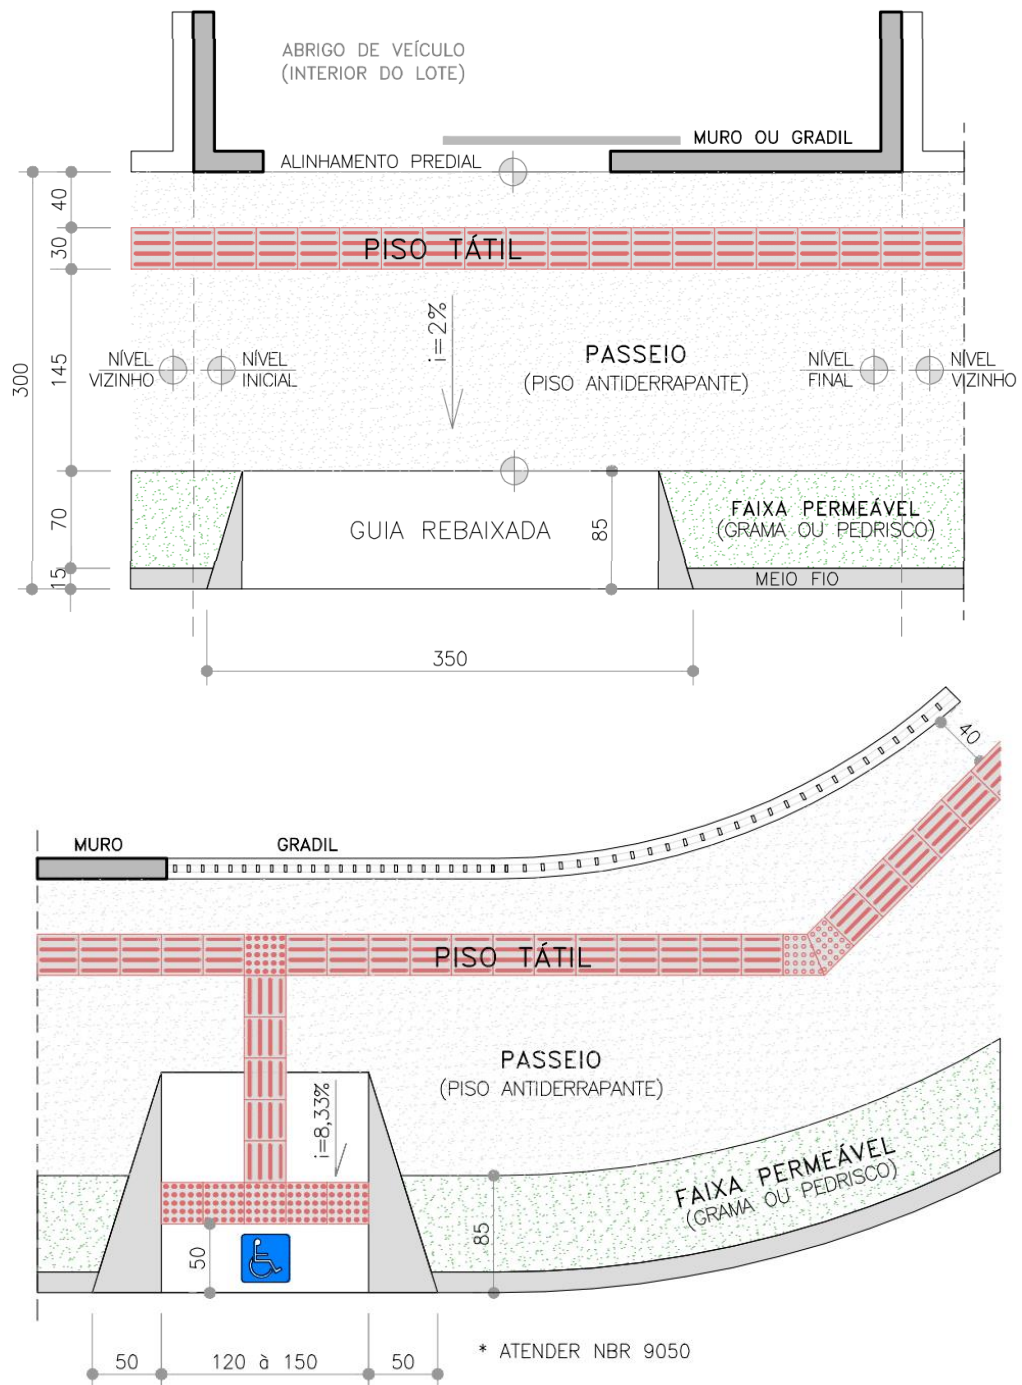 ABRIGO DE VEÍCULO
(INTERIOR DO LOTE)
MURO OU GRADIL
ALINHAMENTO PREDIAL
40
30
PISO TÁTIL
i=2%
300
145
NÍVEL
VIZINHO
NÍVEL
INICIAL
PASSEIO
(PISO ANTIDERRAPANTE)
NÍVEL
FINAL
NÍVEL
VIZINHO
70
GUIA REBAIXADA
85
FAIXA PERMEÁVEL
(GRAMA OU PEDRISCO)
15
MEIO FIO
350
40
MURO
GRADIL
PISO TÁTIL
PASSEIO
(PISO ANTIDERRAPANTE)
i=8,33%
FAIXA PERMEÁVEL
(GRAMA OU PEDRISCO)
50
85
50
120 à 150
50
* ATENDER NBR 9050